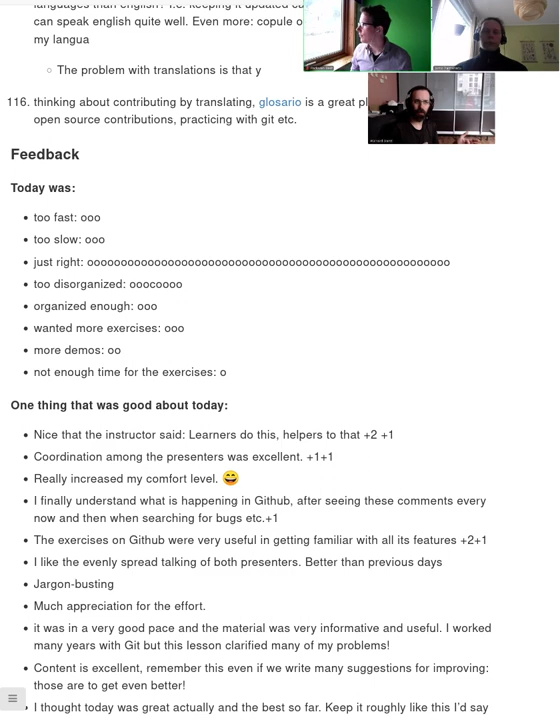 languages than english? I.e. keeping it updated
can speak english quite well. Even more: copule o
my langua
The problem with translations is that y
116. thinking about contributing by translating, glosario is a great pl
open source contributions, practicing with git etc.
Feedback
Today was:
too fast: ooo
too slow: ooo
just right: oooooooooooooooooooooooooooooooooooooooooooooooooooooo
too disorganized: ooocoooo
organized enough: ooo
wanted more exercises: ooo
more demos: oo
not enough time for the exercises: o
One thing that was good about today:
Nice that the instructor said: Learners do this, helpers to that +2 +1
Coordination among the presenters was excellent. +1+1
Really increased my comfort level. 😄
I finally understand what is happening in Github, after seeing these comments every
now and then when searching for bugs etc.+1
The exercises on Github were very useful in getting familiar with all its features +2+1
I like the evenly spread talking of both presenters. Better than previous days
Jargon-busting
Much appreciation for the effort.
it was in a very good pace and the material was very informative and useful. I worked
many years with Git but this lesson clarified many of my problems!
Content is excellent, remember this even if we write many suggestions for improving:
those are to get even better!
I thought today was great actually and the best so far. Keep it roughly like this I'd say